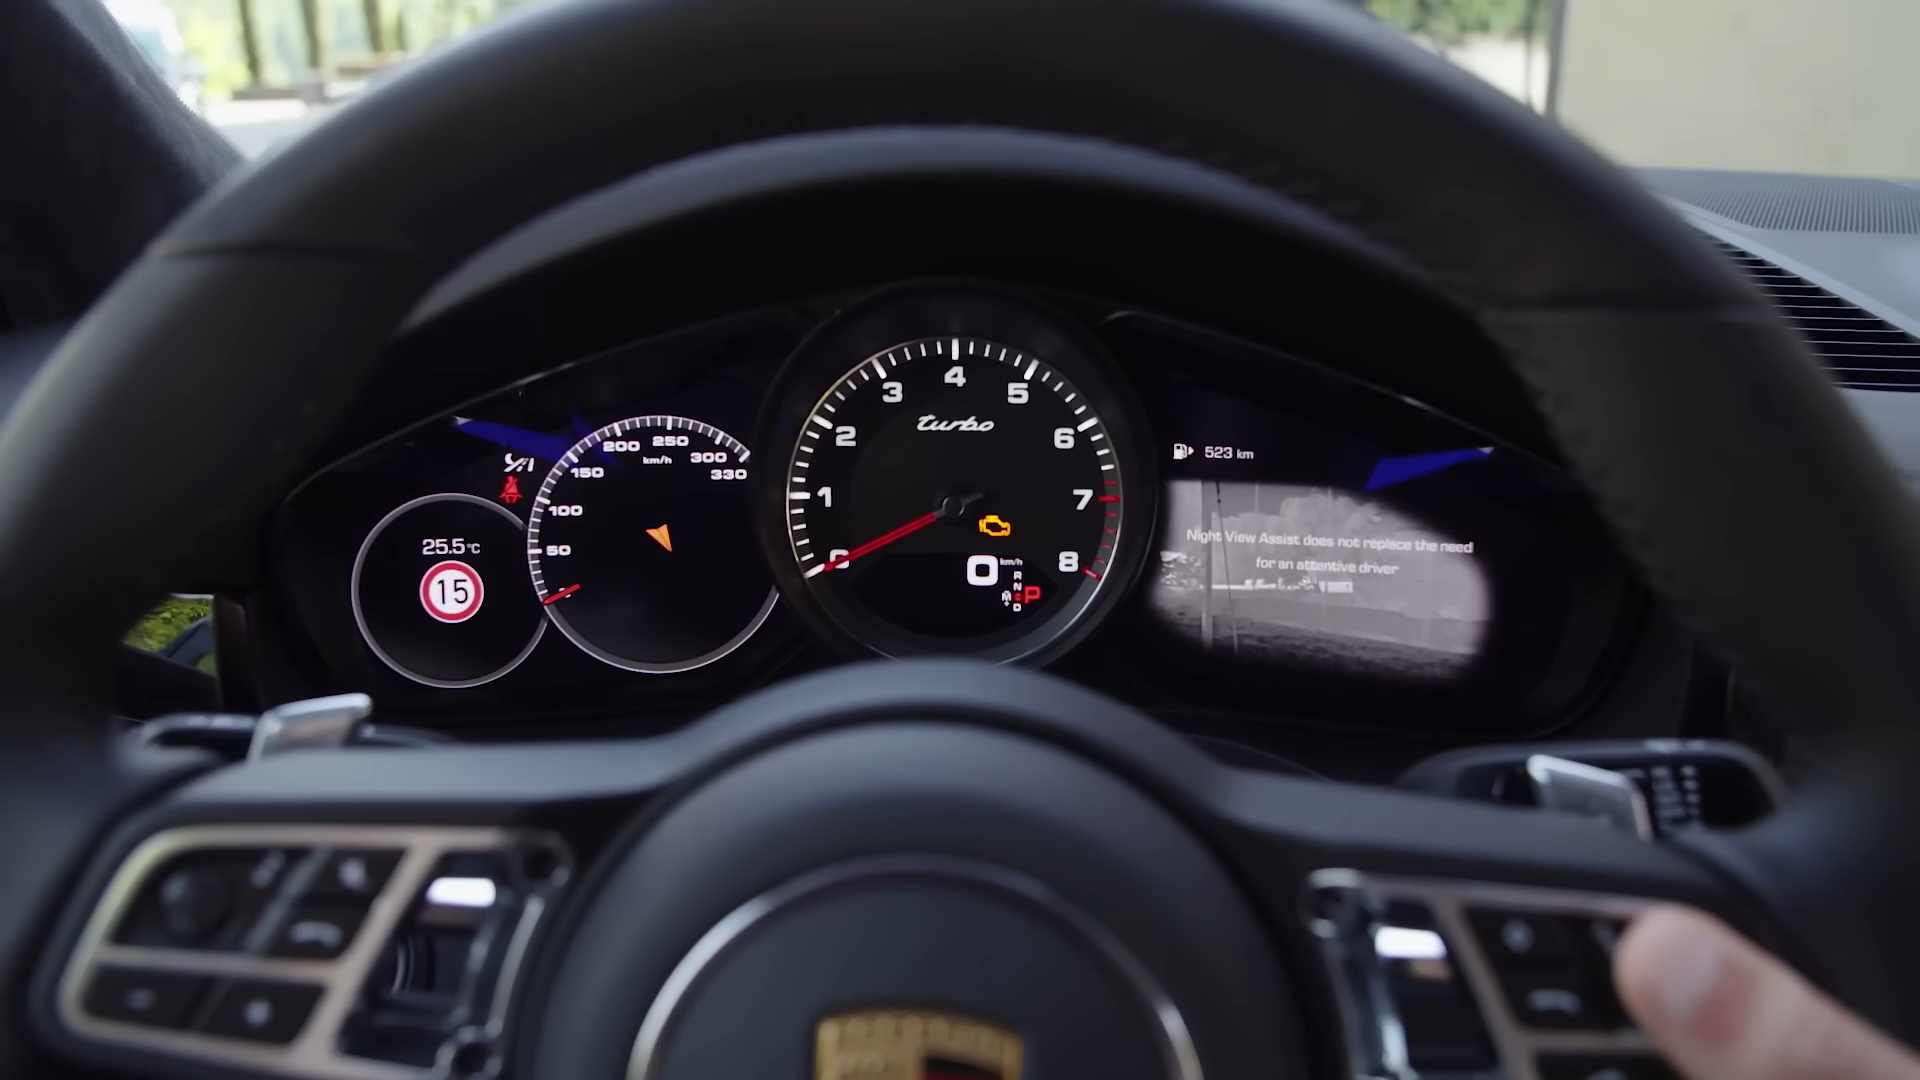 25.5°C
15
0 50 100 150 200 250 300 330
km/h
0 1 2 3 4 5 6 7 8
turbo
0 km/h
R
N
M P
+ D
523 km
Night View Assist does not replace the need
for an attentive driver